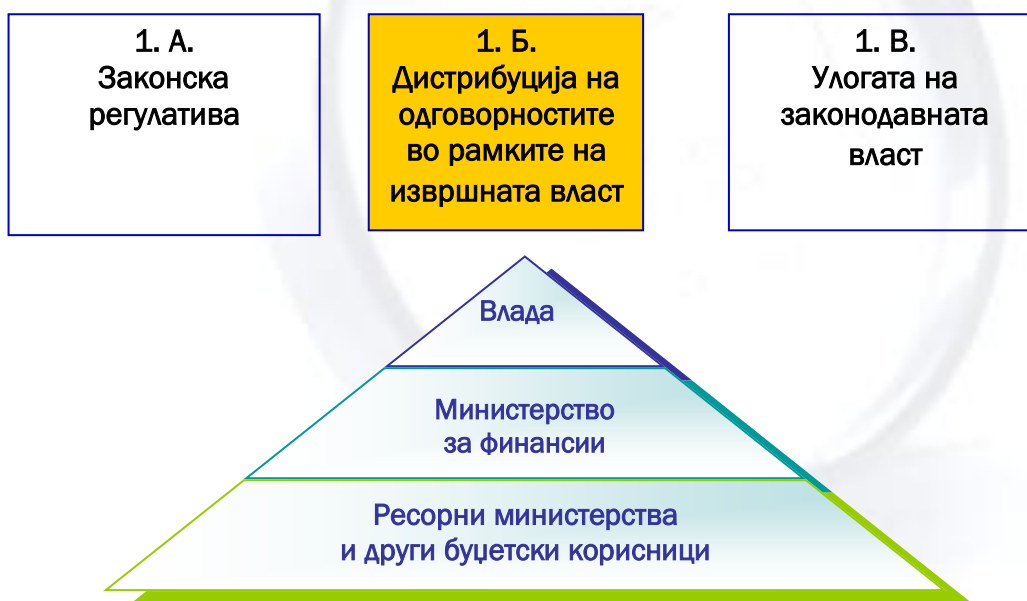 1. А.
Законска
регулатива
1. Б.
Дистрибуција на
одговорностите
во рамките на
извршната власт
1. В.
Улогата на
законодавната
власт
Влада
Министерство
за финансии
Ресорни министерства
и други буџетски корисници